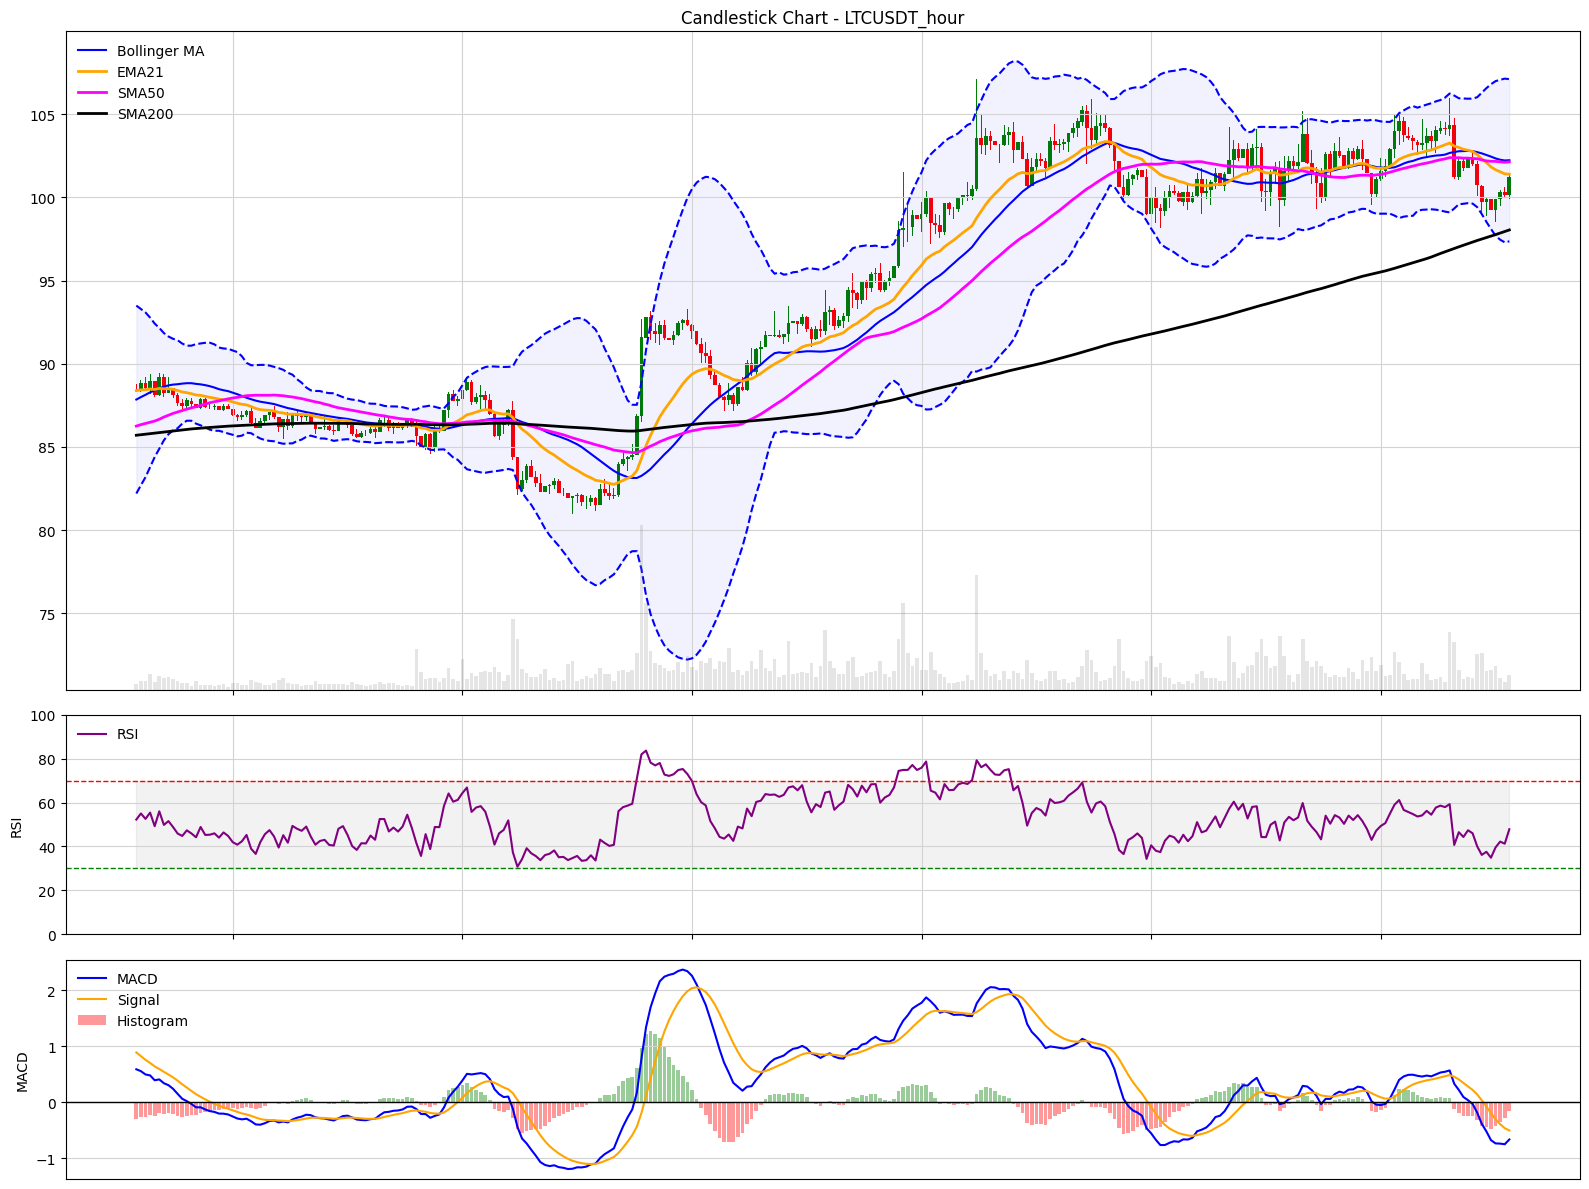 Candlestick Chart - LTCUSDT_hour
Bollinger MA
EMA21
SMA50
SMA200
105
100
95
90
85
80
75
RSI
100
80
60
40
20
0
RSI
MACD
Signal
Histogram
2
1
0
−1
MACD